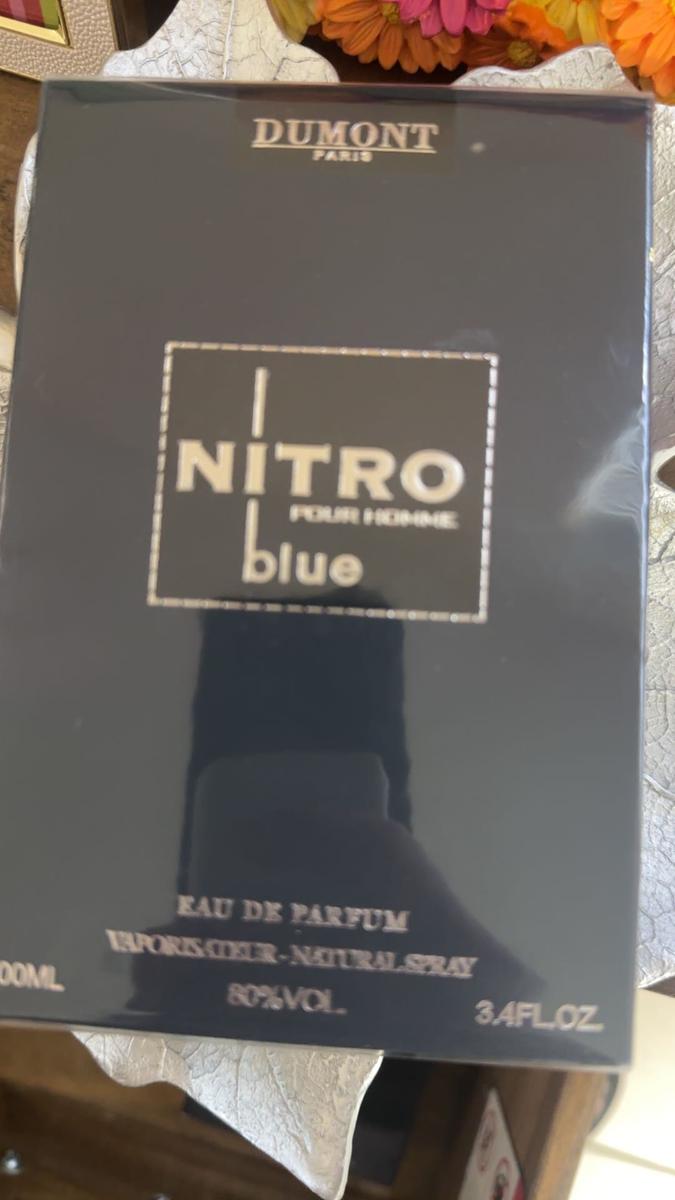 DUMONT
PARIS
NITRO
POUR HOMME
blue
EAU DE PARFUM
VAPORISATEUR - NATURAL SPRAY
00ML
80%VOL.
3.4FL.OZ.